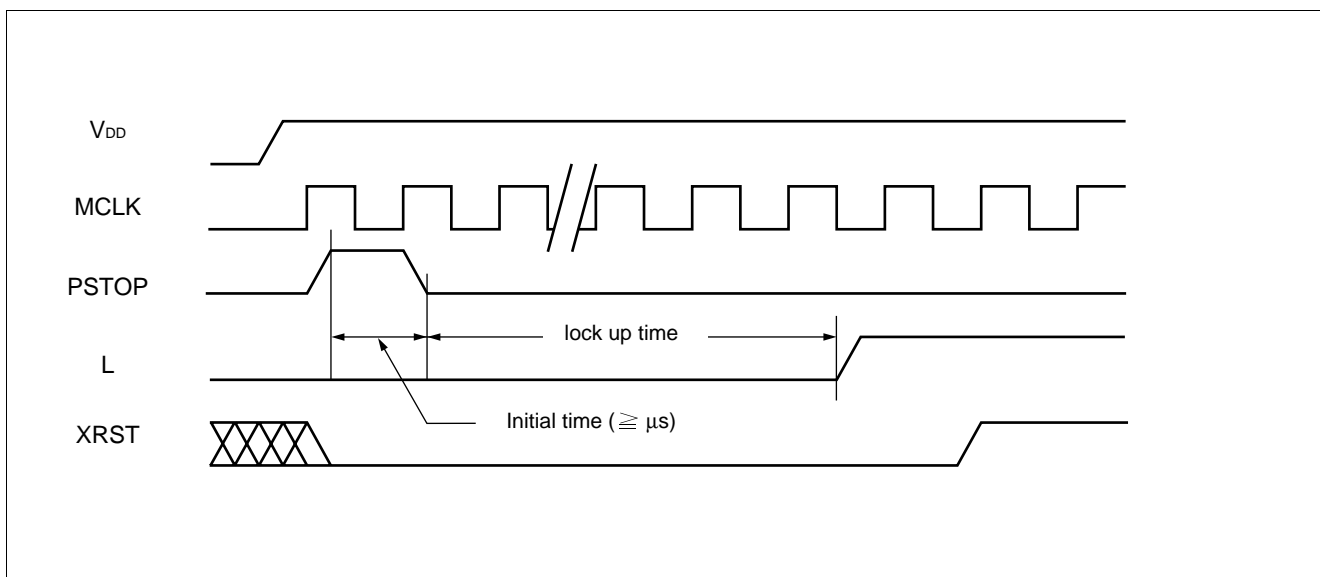 VDD
MCLK
PSTOP
lock up time
L
Initial time (≧ μs)
XRST